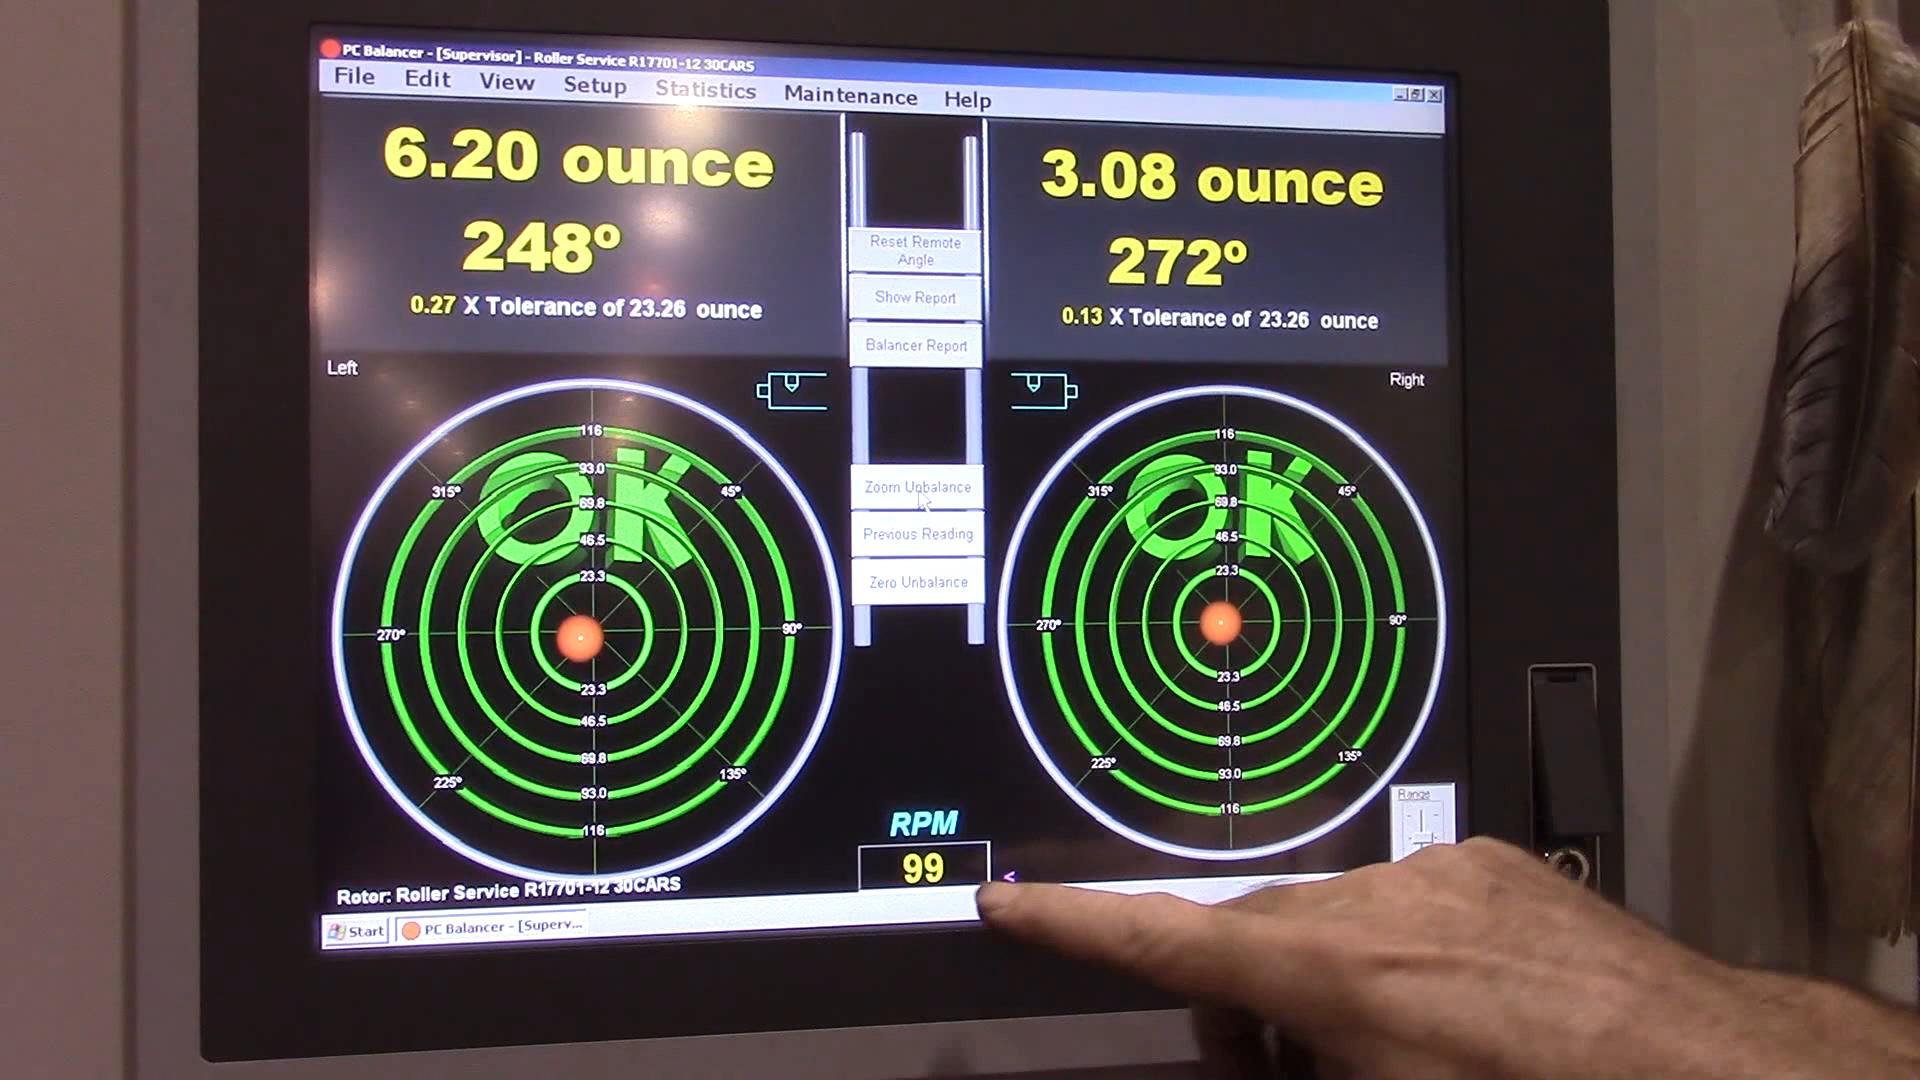 PC Balancer - [Supervisor] - Roller Service R17701-12 30CARS
File Edit View Setup Statistics Maintenance Help
6.20 ounce
248°
0.27 X Tolerance of 23.26 ounce
3.08 ounce
272°
0.13 X Tolerance of 23.26 ounce
Reset Remote
Angle
Show Report
Balancer Report
Zoom Unbalance
Previous Reading
Zero Unbalance
Left
OK
116
93.0
69.8
46.5
23.3
315°
45°
270°
90°
225°
135°
23.3
46.5
69.8
93.0
116
Right
OK
116
93.0
69.8
46.5
23.3
315°
45°
270°
90°
225°
135°
23.3
46.5
69.8
93.0
116
Range
RPM
99
<
Rotor: Roller Service R17701-12 30CARS
Start
PC Balancer - [Superv...